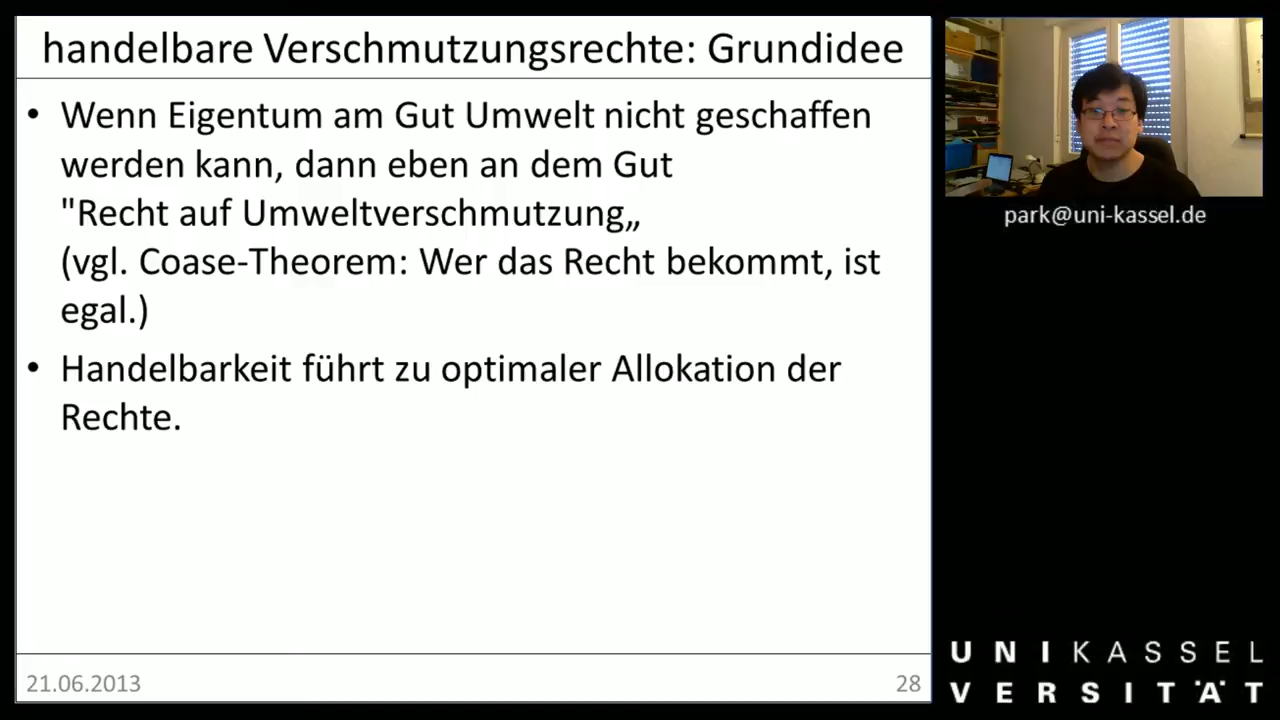 handelbare Verschmutzungsrechte: Grundidee
• Wenn Eigentum am Gut Umwelt nicht geschaffen
werden kann, dann eben an dem Gut
"Recht auf Umweltverschmutzung„
(vgl. Coase-Theorem: Wer das Recht bekommt, ist
egal.)
• Handelbarkeit führt zu optimaler Allokation der
Rechte.
21.06.2013
28
park@uni-kassel.de
UNIKASSEL
VERSITÄT